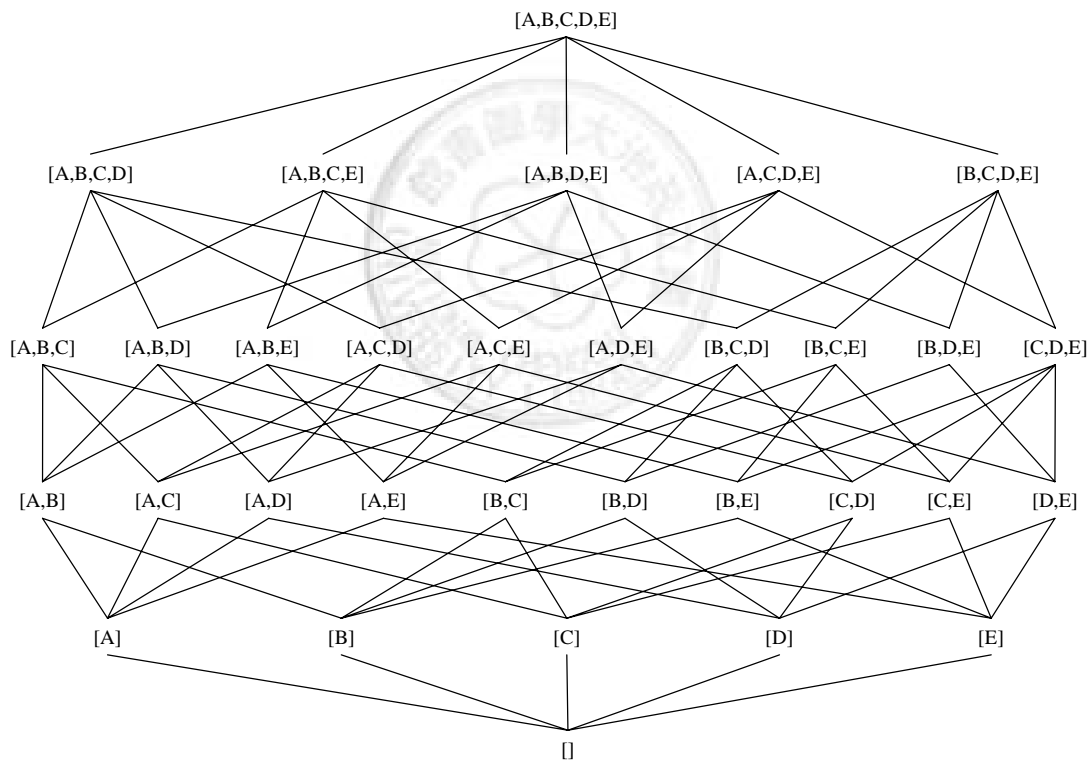 [A,B,C,D,E]
[A,B,C,D] [A,B,C,E] [A,B,D,E] [A,C,D,E] [B,C,D,E]
[A,B,C] [A,B,D] [A,B,E] [A,C,D] [A,C,E] [A,D,E] [B,C,D] [B,C,E] [B,D,E] [C,D,E]
[A,B] [A,C] [A,D] [A,E] [B,C] [B,D] [B,E] [C,D] [C,E] [D,E]
[A] [B] [C] [D] [E]
[]